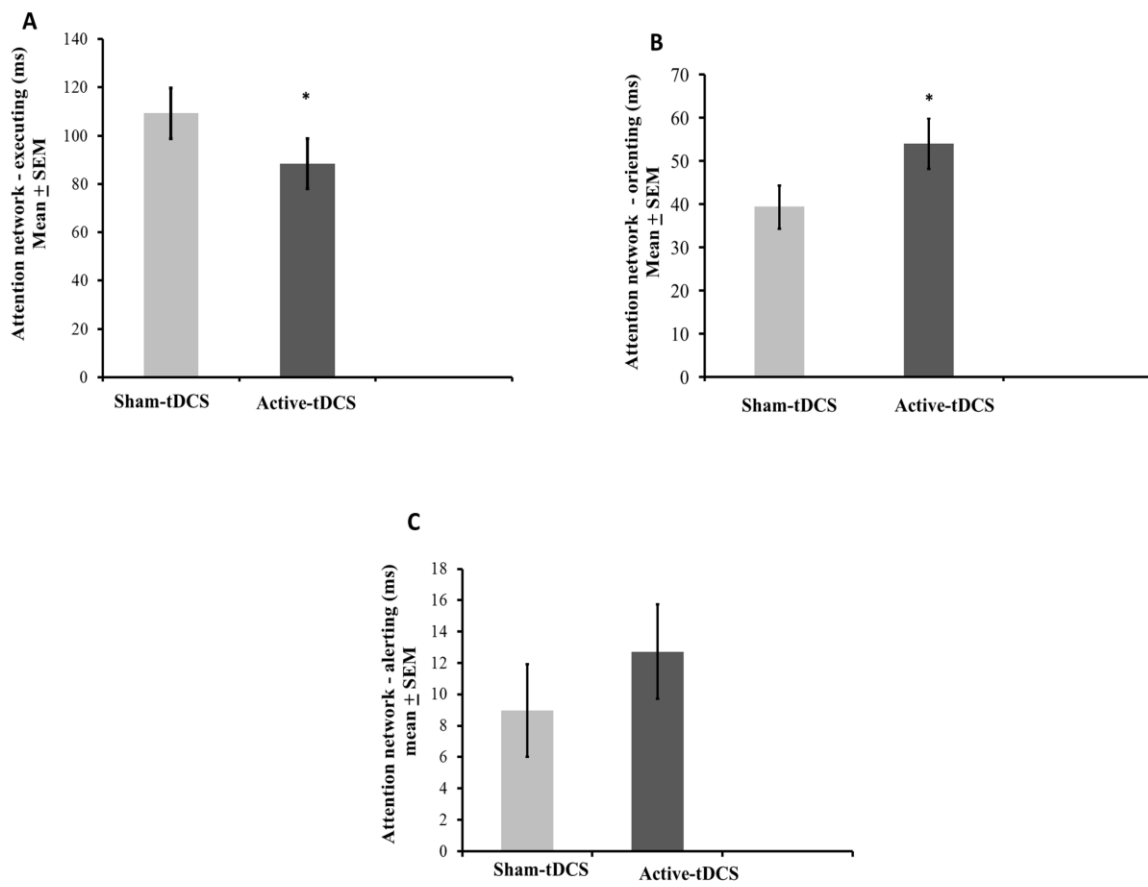 A
Attention network - executing (ms)
Mean ± SEM
140
120
100
80
60
40
20
0
*
Sham-tDCS
Active-tDCS
B
Attention network - orienting (ms)
Mean ± SEM
70
60
50
40
30
20
10
0
*
Sham-tDCS
Active-tDCS
C
Attention network - alerting (ms)
mean ± SEM
18
16
14
12
10
8
6
4
2
0
Sham-tDCS
Active-tDCS